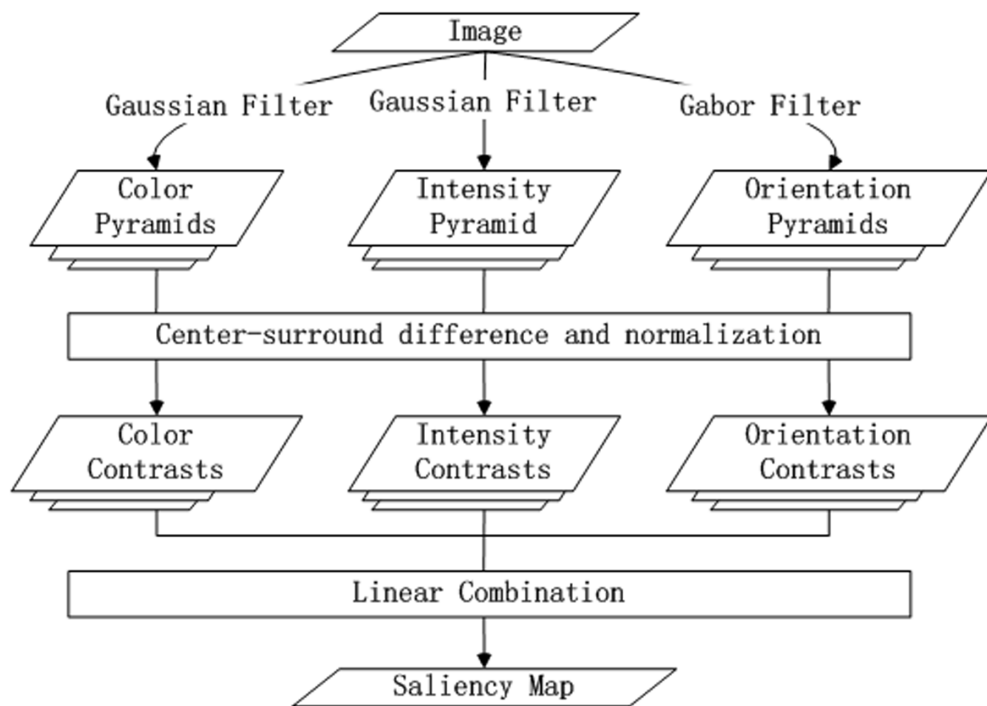 Image
Gaussian Filter
Gaussian Filter
Gabor Filter
Color
Pyramids
Intensity
Pyramid
Orientation
Pyramids
Center-surround difference and normalization
Color
Contrasts
Intensity
Contrasts
Orientation
Contrasts
Linear Combination
Saliency Map